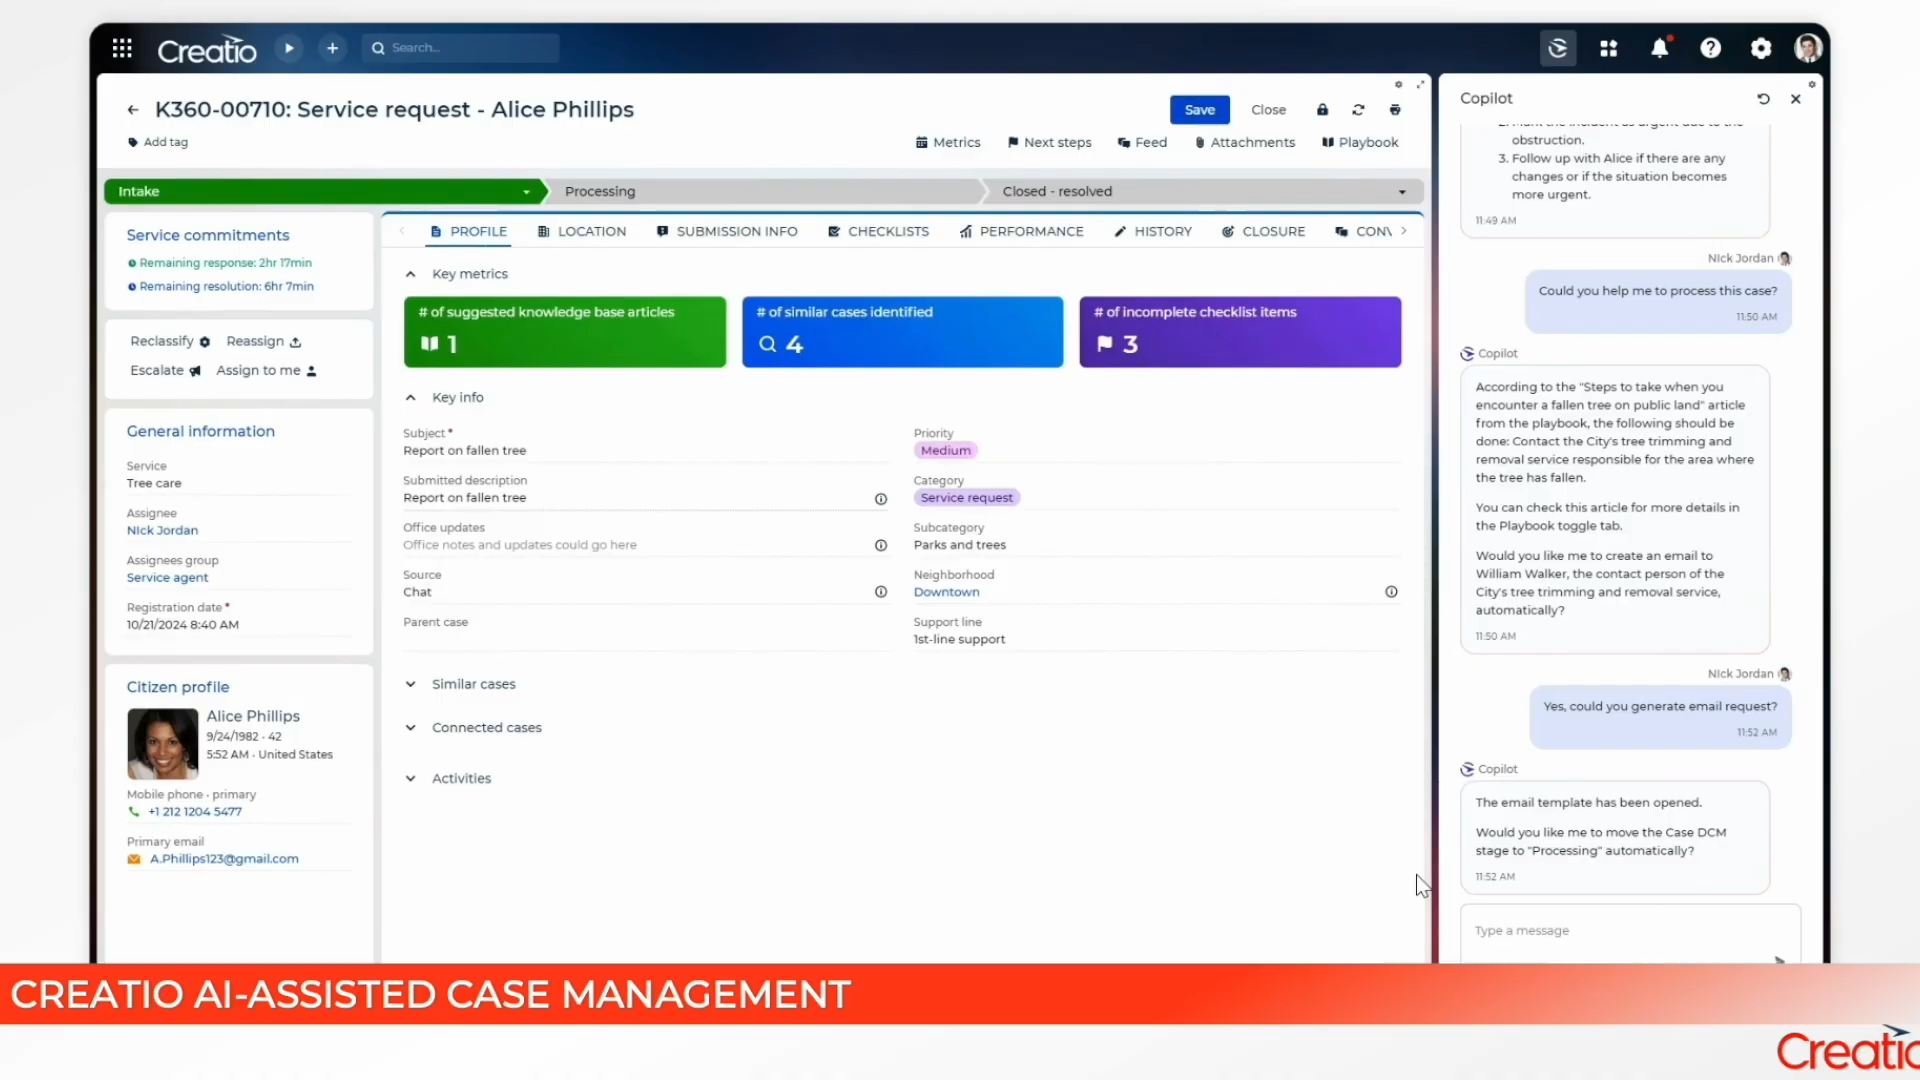 Creatio
Search...
K360-00710: Service request - Alice Phillips
Save
Close
Add tag
Metrics
Next steps
Feed
Attachments
Playbook
Intake
Processing
Closed - resolved
Service commitments
Remaining response: 2hr 17min
Remaining resolution: 6hr 7min
Reclassify
Reassign
Escalate
Assign to me
General information
Service
Tree care
Assignee
NIck Jordan
Assignees group
Service agent
Registration date *
10/21/2024 8:40 AM
Citizen profile
Alice Phillips
9/24/1982 · 42
5:52 AM · United States
Mobile phone · primary
+1 212 1204 5477
Primary email
A.Phillips123@gmail.com
PROFILE
LOCATION
SUBMISSION INFO
CHECKLISTS
PERFORMANCE
HISTORY
CLOSURE
Key metrics
# of suggested knowledge base articles
1
# of similar cases identified
4
# of incomplete checklist items
3
Key info
Subject *
Report on fallen tree
Priority
Medium
Submitted description
Report on fallen tree
Category
Service request
Office updates
Office notes and updates could go here
Subcategory
Parks and trees
Source
Chat
Neighborhood
Downtown
Parent case
Support line
1st-line support
Similar cases
Connected cases
Activities
Copilot
2. Mark the incident as urgent due to the
obstruction.
3. Follow up with Alice if there are any
changes or if the situation becomes
more urgent.
11:49 AM
NIck Jordan
Could you help me to process this case?
11:50 AM
Copilot
According to the "Steps to take when you
encounter a fallen tree on public land" article
from the playbook, the following should be
done: Contact the City's tree trimming and
removal service responsible for the area where
the tree has fallen.
You can check this article for more details in
the Playbook toggle tab.
Would you like me to create an email to
William Walker, the contact person of the
City's tree trimming and removal service,
automatically?
11:50 AM
NIck Jordan
Yes, could you generate email request?
11:52 AM
Copilot
The email template has been opened.
Would you like me to move the Case DCM
stage to "Processing" automatically?
11:52 AM
Type a message
CREATIO AI-ASSISTED CASE MANAGEMENT
Creatio